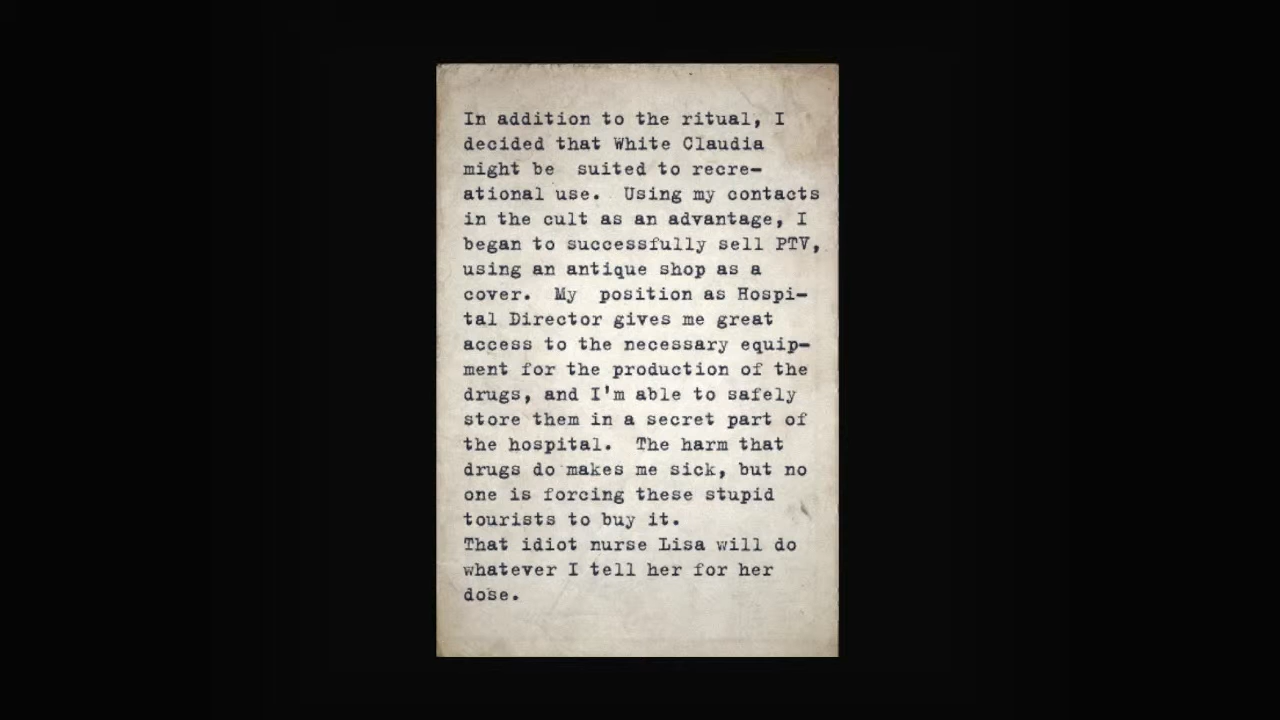 In addition to the ritual, I
decided that White Claudia
might be  suited to recre-
ational use.  Using my contacts
in the cult as an advantage, I
began to successfully sell PTV,
using an antique shop as a
cover.  My  position as Hospi-
tal Director gives me great
access to the necessary equip-
ment for the production of the
drugs, and I'm able to safely
store them in a secret part of
the hospital.  The harm that
drugs do makes me sick, but no
one is forcing these stupid
tourists to buy it.
That idiot nurse Lisa will do
whatever I tell her for her
dose.